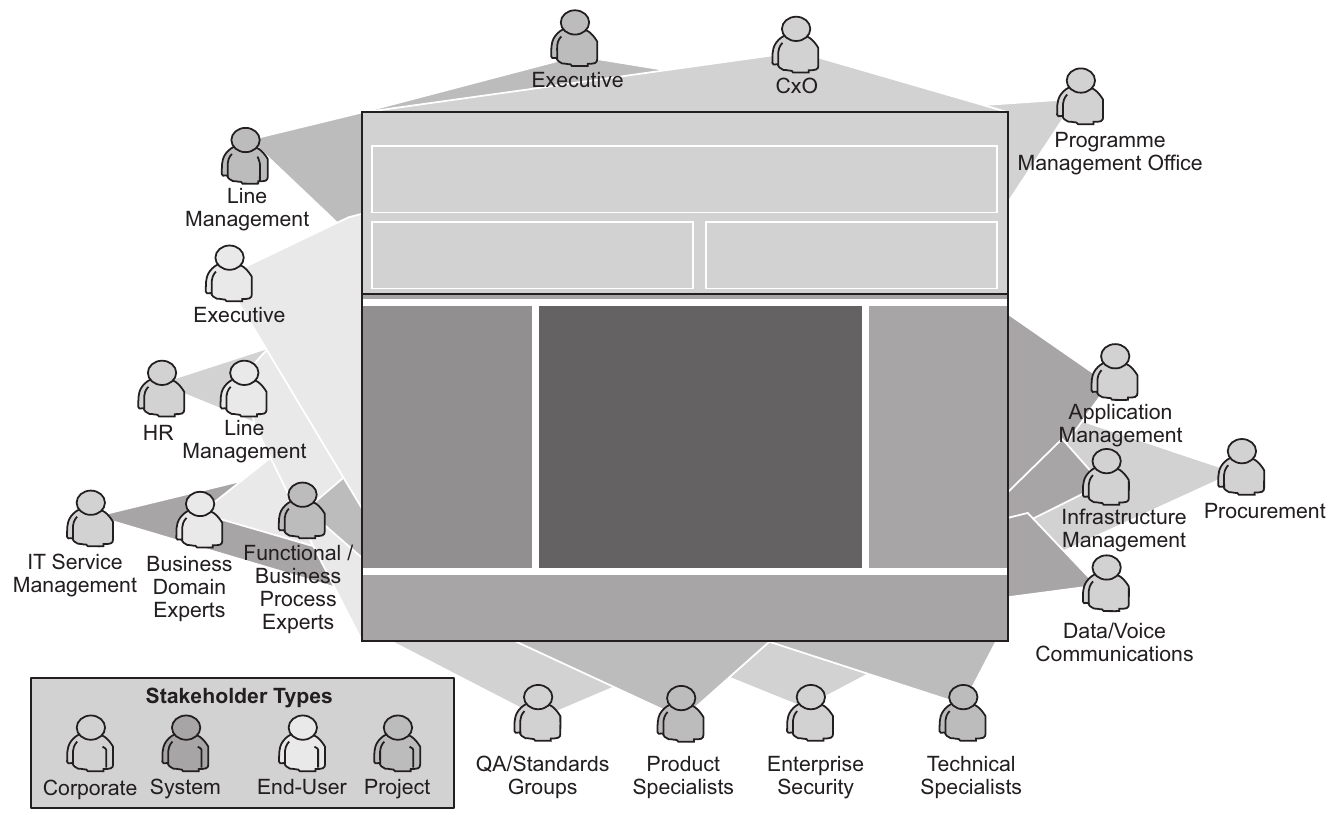 Executive
CxO
Programme
Management Office
Line
Management
Executive
HR
Line
Management
Application
Management
Procurement
Infrastructure
Management
IT Service
Management
Business
Domain
Experts
Functional /
Business
Process
Experts
Data/Voice
Communications
QA/Standards
Groups
Product
Specialists
Enterprise
Security
Technical
Specialists
Stakeholder Types
Corporate
System
End-User
Project